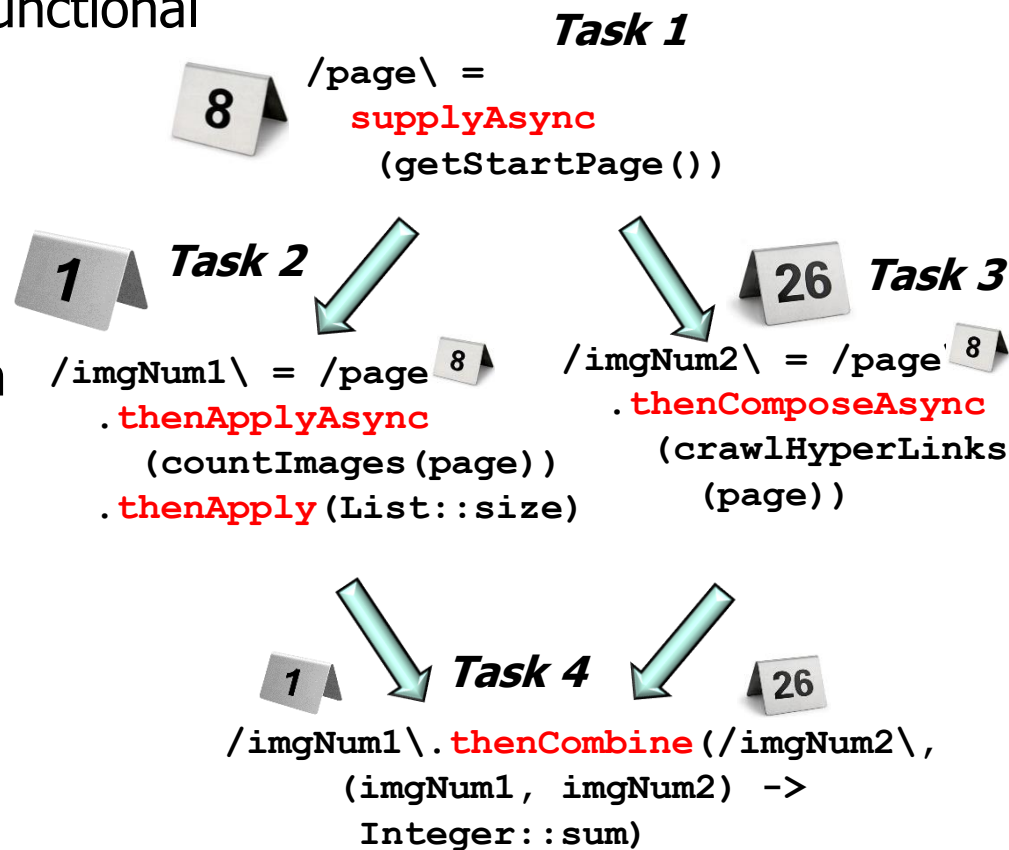 unctional
Task 1
8
/page\ =
supplyAsync
(getStartPage())
1
Task 2
26
Task 3
/imgNum1\ = /page 8
.thenApplyAsync
(countImages(page))
.thenApply(List::size)
/imgNum2\ = /page\ 8
.thenComposeAsync
(crawlHyperLinks
(page))
1
Task 4
26
/imgNum1\.thenCombine(/imgNum2\,
(imgNum1, imgNum2) ->
Integer::sum)